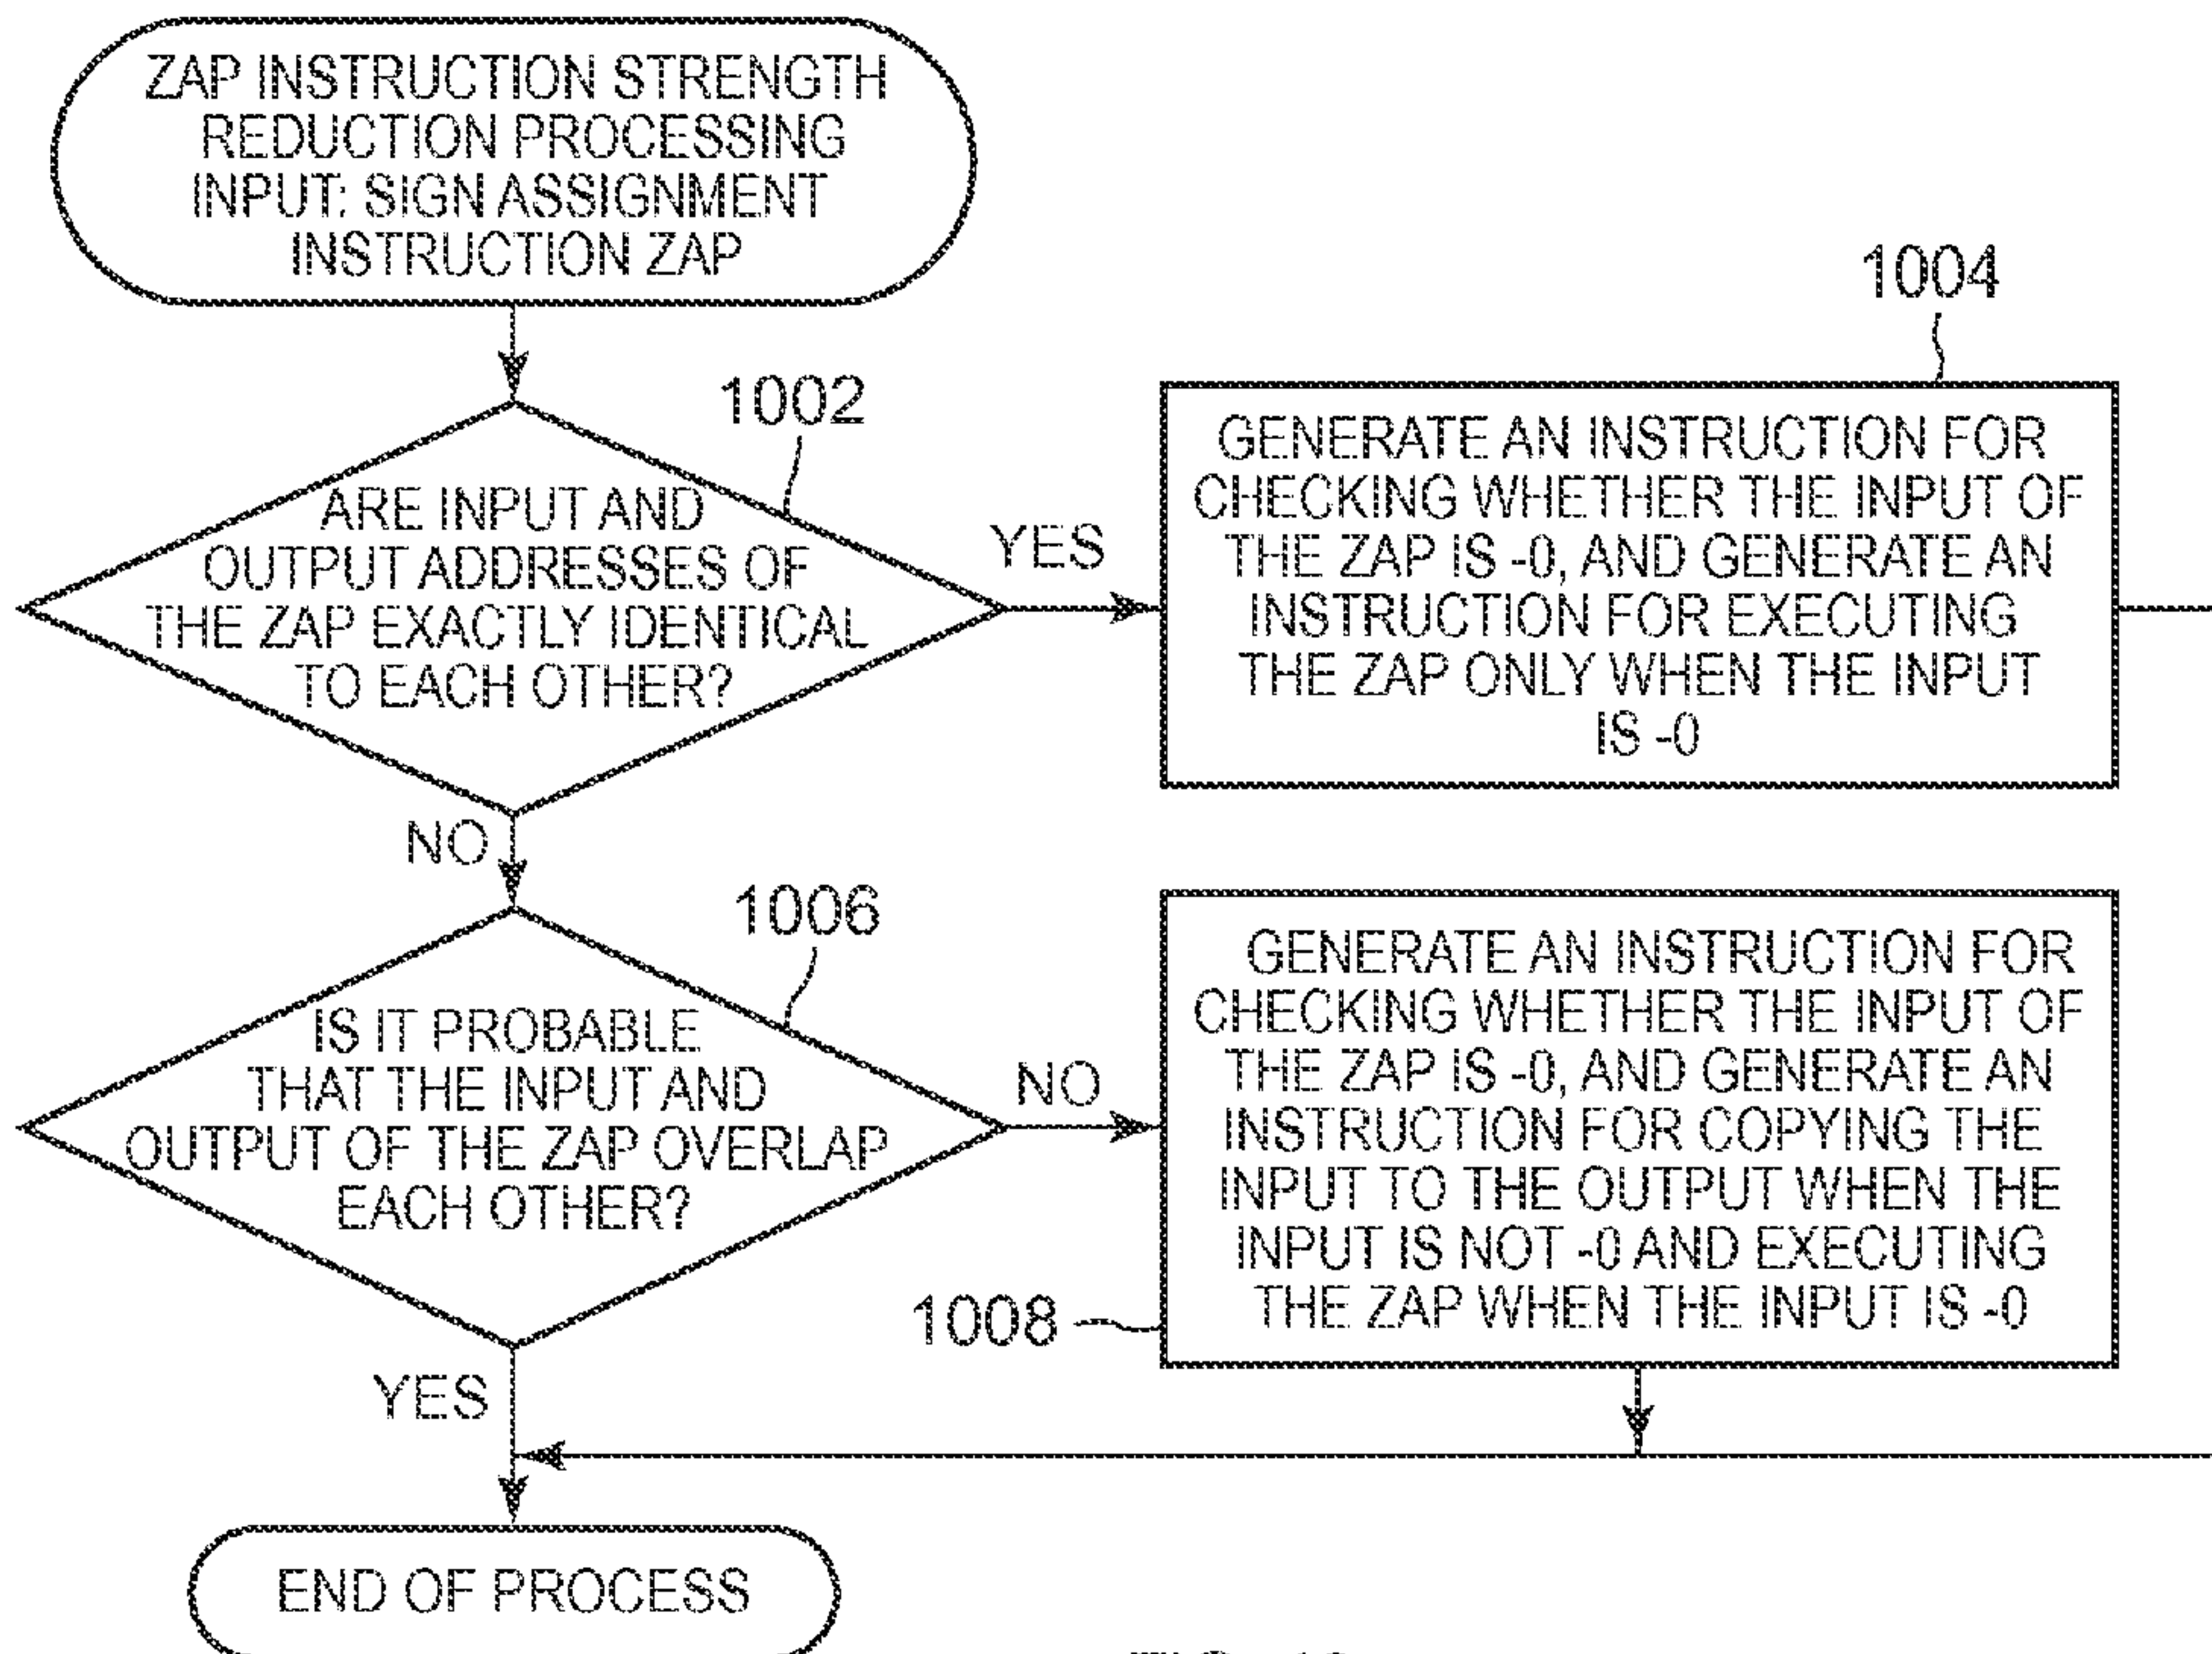 ZAP INSTRUCTION STRENGTH
REDUCTION PROCESSING
INPUT: SIGN ASSIGNMENT
INSTRUCTION ZAP
1002
ARE INPUT AND
OUTPUT ADDRESSES OF
THE ZAP EXACTLY IDENTICAL
TO EACH OTHER?
YES
NO
1004
GENERATE AN INSTRUCTION FOR
CHECKING WHETHER THE INPUT OF
THE ZAP IS -0, AND GENERATE AN
INSTRUCTION FOR EXECUTING
THE ZAP ONLY WHEN THE INPUT
IS -0
1006
IS IT PROBABLE
THAT THE INPUT AND
OUTPUT OF THE ZAP OVERLAP
EACH OTHER?
NO
YES
GENERATE AN INSTRUCTION FOR
CHECKING WHETHER THE INPUT OF
THE ZAP IS -0, AND GENERATE AN
INSTRUCTION FOR COPYING THE
INPUT TO THE OUTPUT WHEN THE
INPUT IS NOT -0 AND EXECUTING
THE ZAP WHEN THE INPUT IS -0
1008
END OF PROCESS